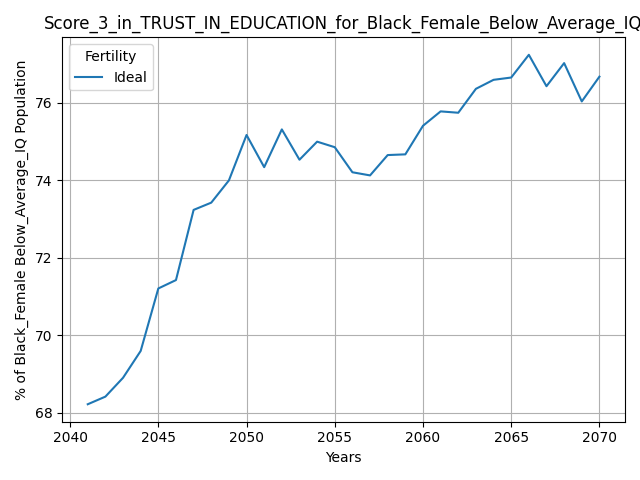 Score_3_in_TRUST_IN_EDUCATION_for_Black_Female_Below_Average_IQ
Fertility
Ideal
% of Black_Female Below_Average_IQ Population
76
74
72
70
68
2040
2045
2050
2055
2060
2065
2070
Years